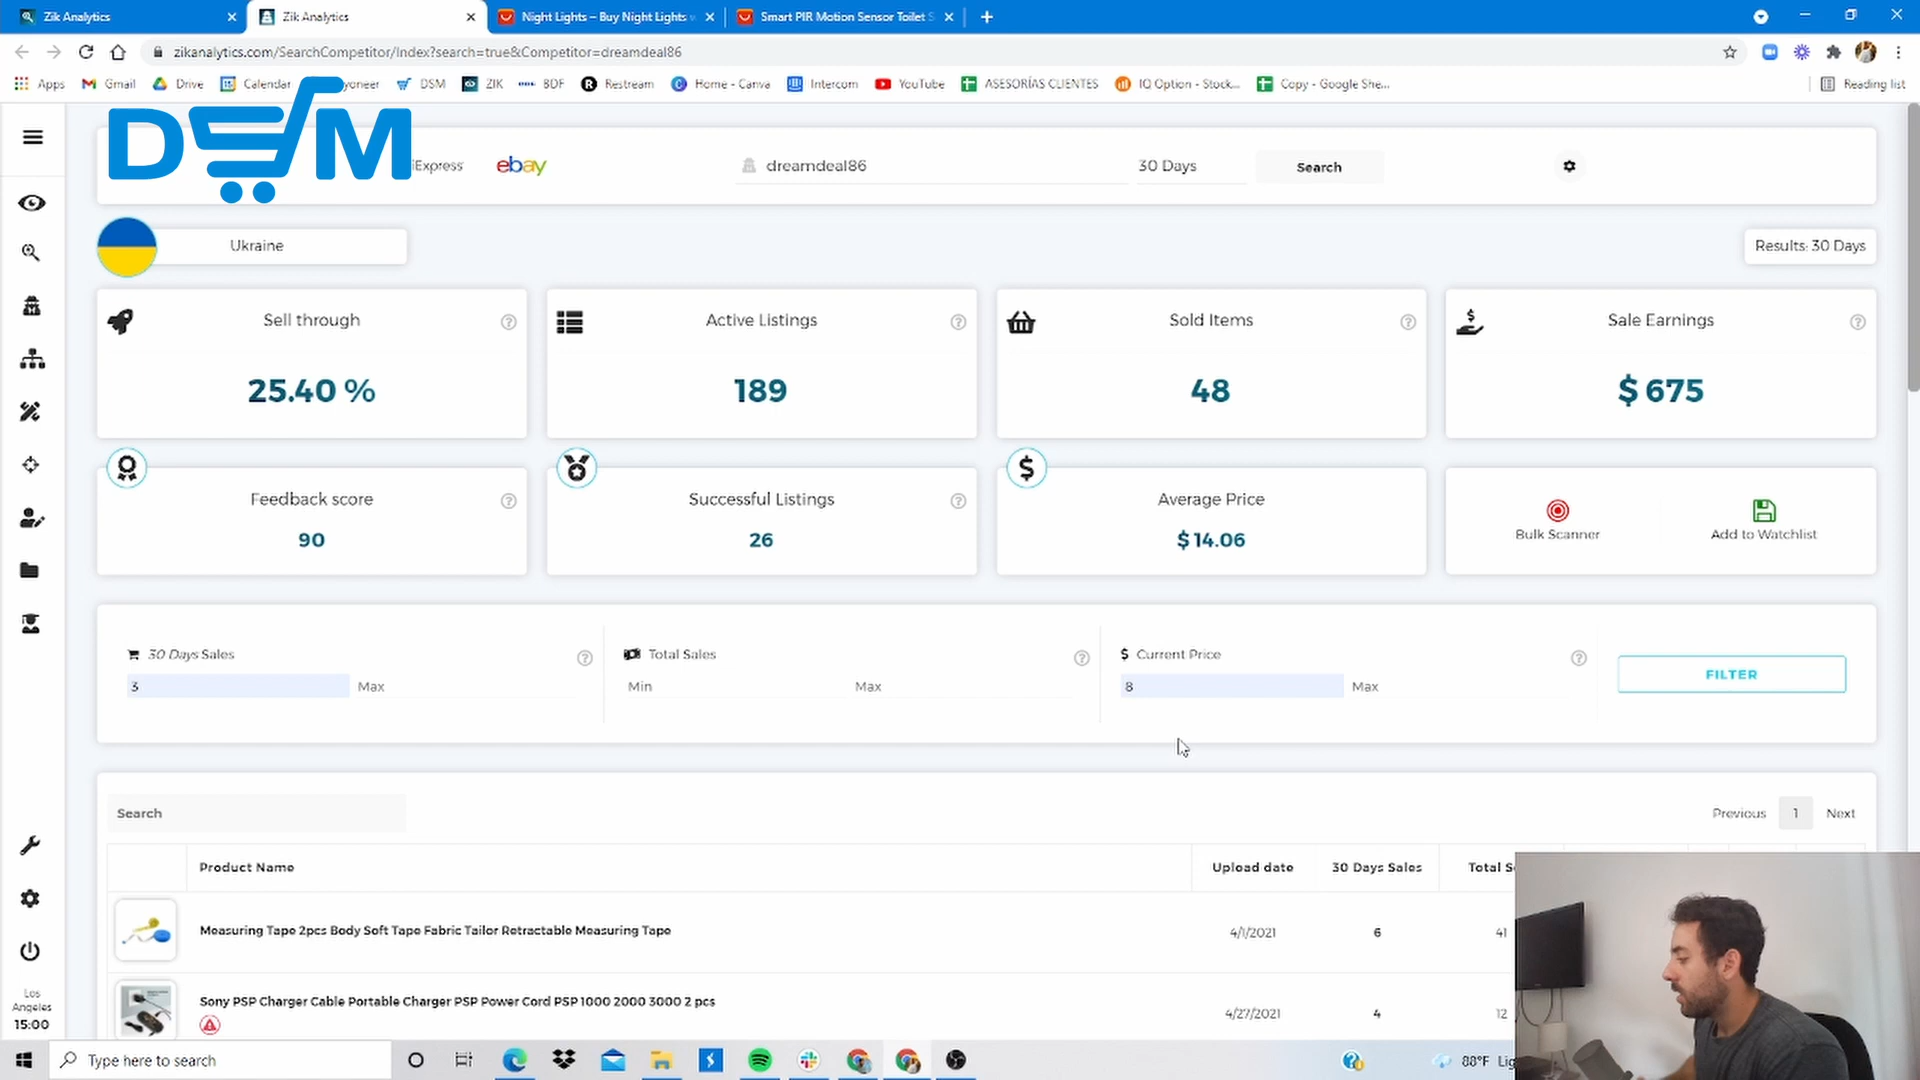 Zik Analytics
Zik Analytics
Night Lights – Buy Night Lights
Smart PIR Motion Sensor Toilet S
zikanalytics.com/SearchCompetitor/Index?search=true&Competitor=dreamdeal86
Apps
Gmail
Drive
Calendar
yoneer
DSM
ZIK
BDF
Restream
Home - Canva
Intercom
YouTube
ASESORÍAS CLIENTES
IQ Option - Stock...
Copy - Google She...
Reading list
DSM
iExpress
ebay
dreamdeal86
30 Days
Search
Ukraine
Results: 30 Days
Sell through
Active Listings
Sold Items
Sale Earnings
25.40 %
189
48
$ 675
Feedback score
Successful Listings
Average Price
90
26
$ 14.06
Bulk Scanner
Add to Watchlist
30 Days Sales
Total Sales
$ Current Price
3
Max
Min
Max
8
Max
FILTER
Search
Previous
1
Next
Product Name
Upload date
30 Days Sales
Total S
Measuring Tape 2pcs Body Soft Tape Fabric Tailor Retractable Measuring Tape
4/1/2021
6
41
Sony PSP Charger Cable Portable Charger PSP Power Cord PSP 1000 2000 3000 2 pcs
4/27/2021
4
12
Los
Angeles
15:00
Type here to search
88°F Lig